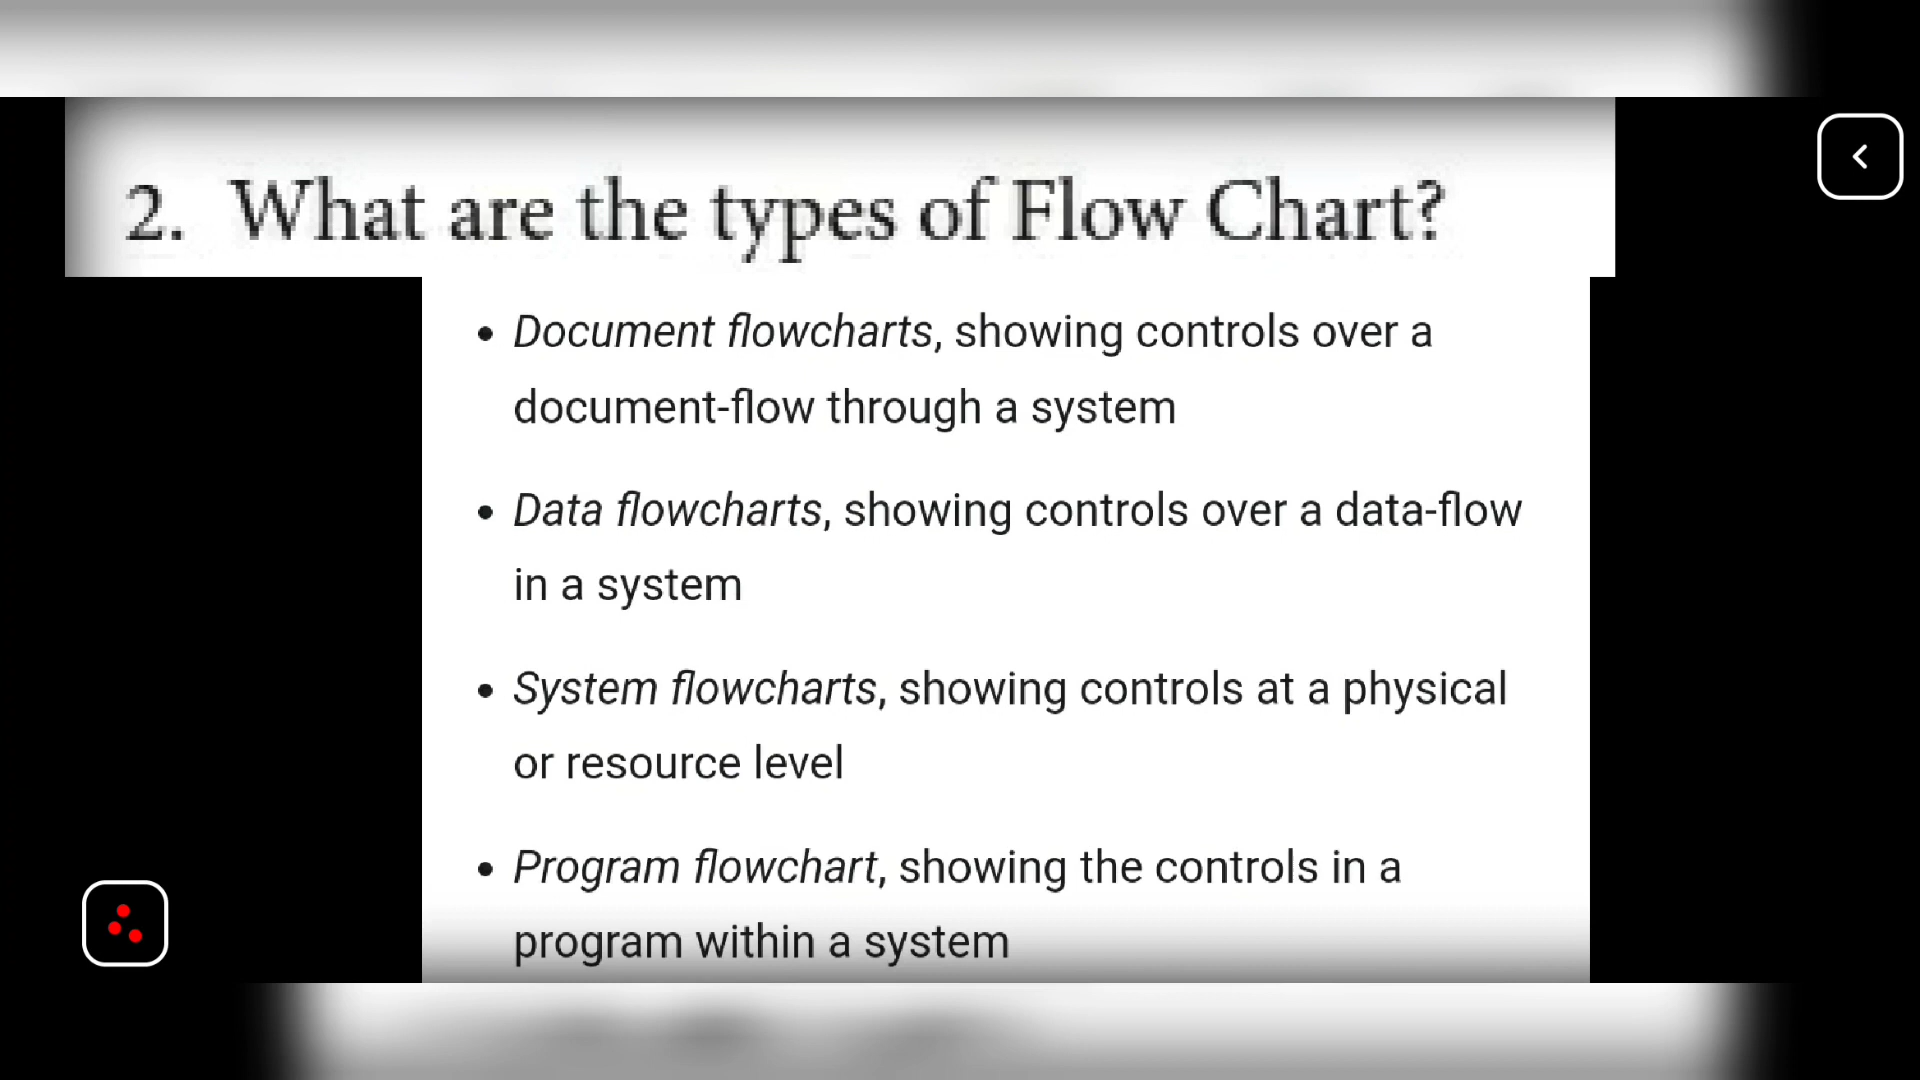 2. What are the types of Flow Chart?
• Document flowcharts, showing controls over a
document-flow through a system
• Data flowcharts, showing controls over a data-flow
in a system
• System flowcharts, showing controls at a physical
or resource level
• Program flowchart, showing the controls in a
program within a system